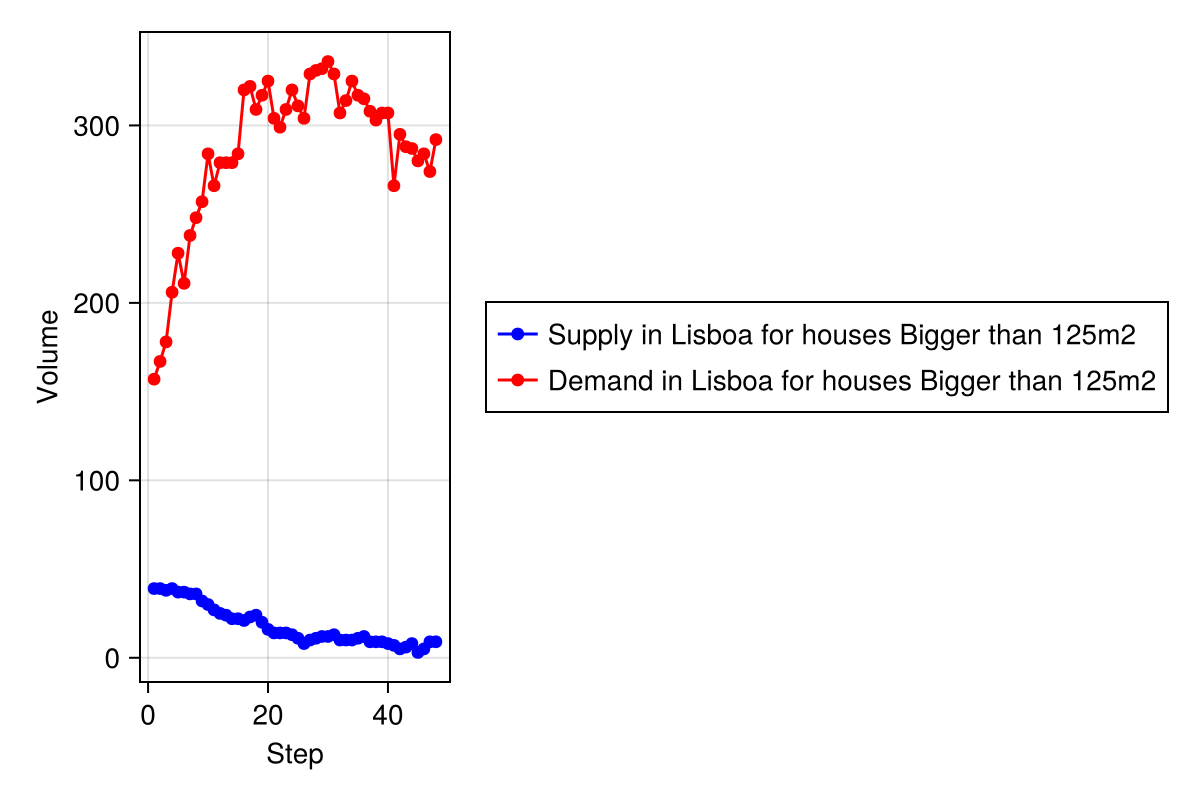 300
200
100
0
Volume
0 20 40
Step
Supply in Lisboa for houses Bigger than 125m2
Demand in Lisboa for houses Bigger than 125m2